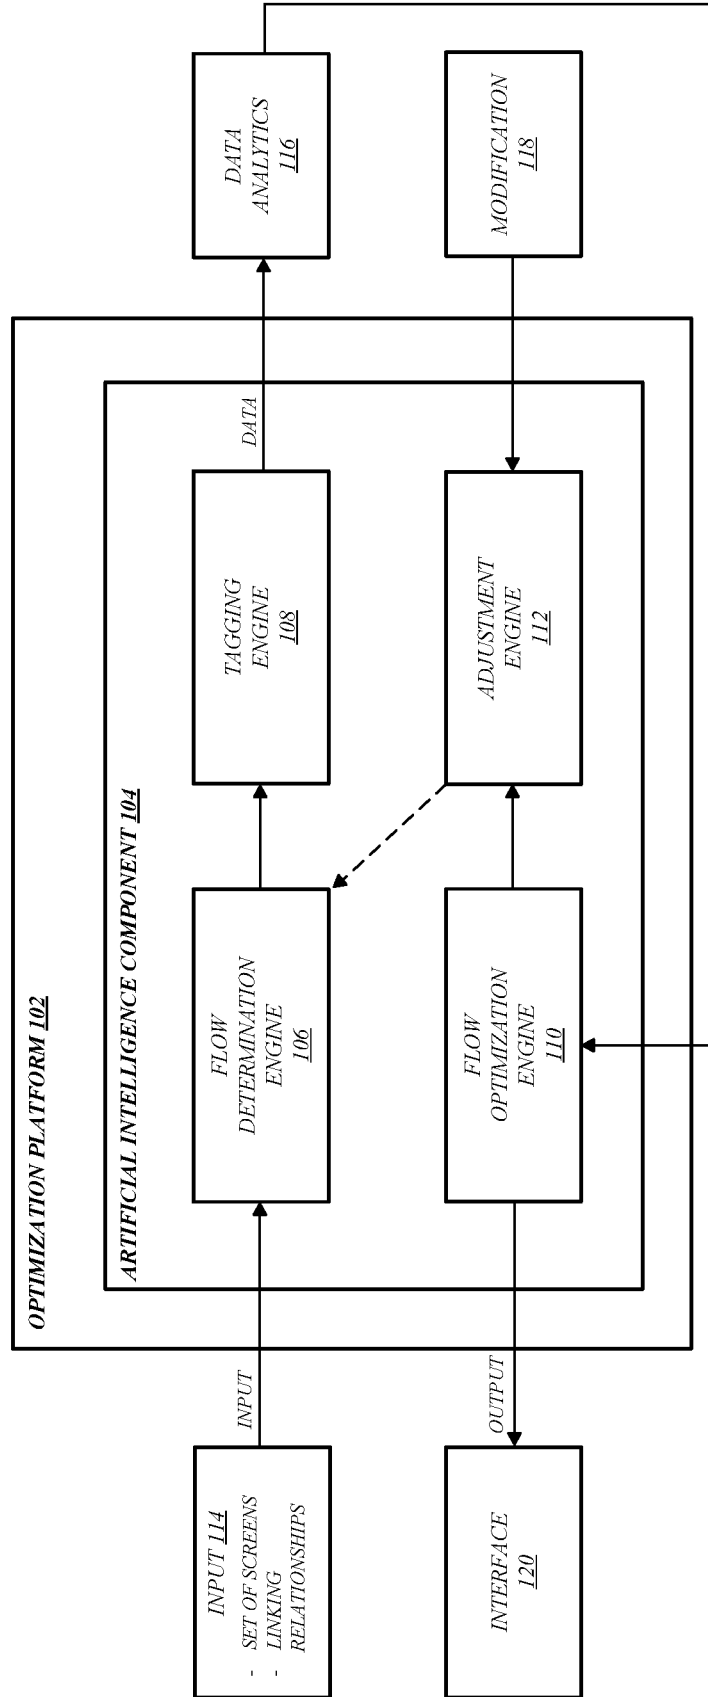 OPTIMIZATION PLATFORM 102
ARTIFICIAL INTELLIGENCE COMPONENT 104
INPUT 114
- SET OF SCREENS
- LINKING
RELATIONSHIPS
INPUT
FLOW
DETERMINATION
ENGINE
106
TAGGING
ENGINE
108
DATA
DATA
ANALYTICS
116
INTERFACE
120
OUTPUT
FLOW
OPTIMIZATION
ENGINE
110
ADJUSTMENT
ENGINE
112
MODIFICATION
118